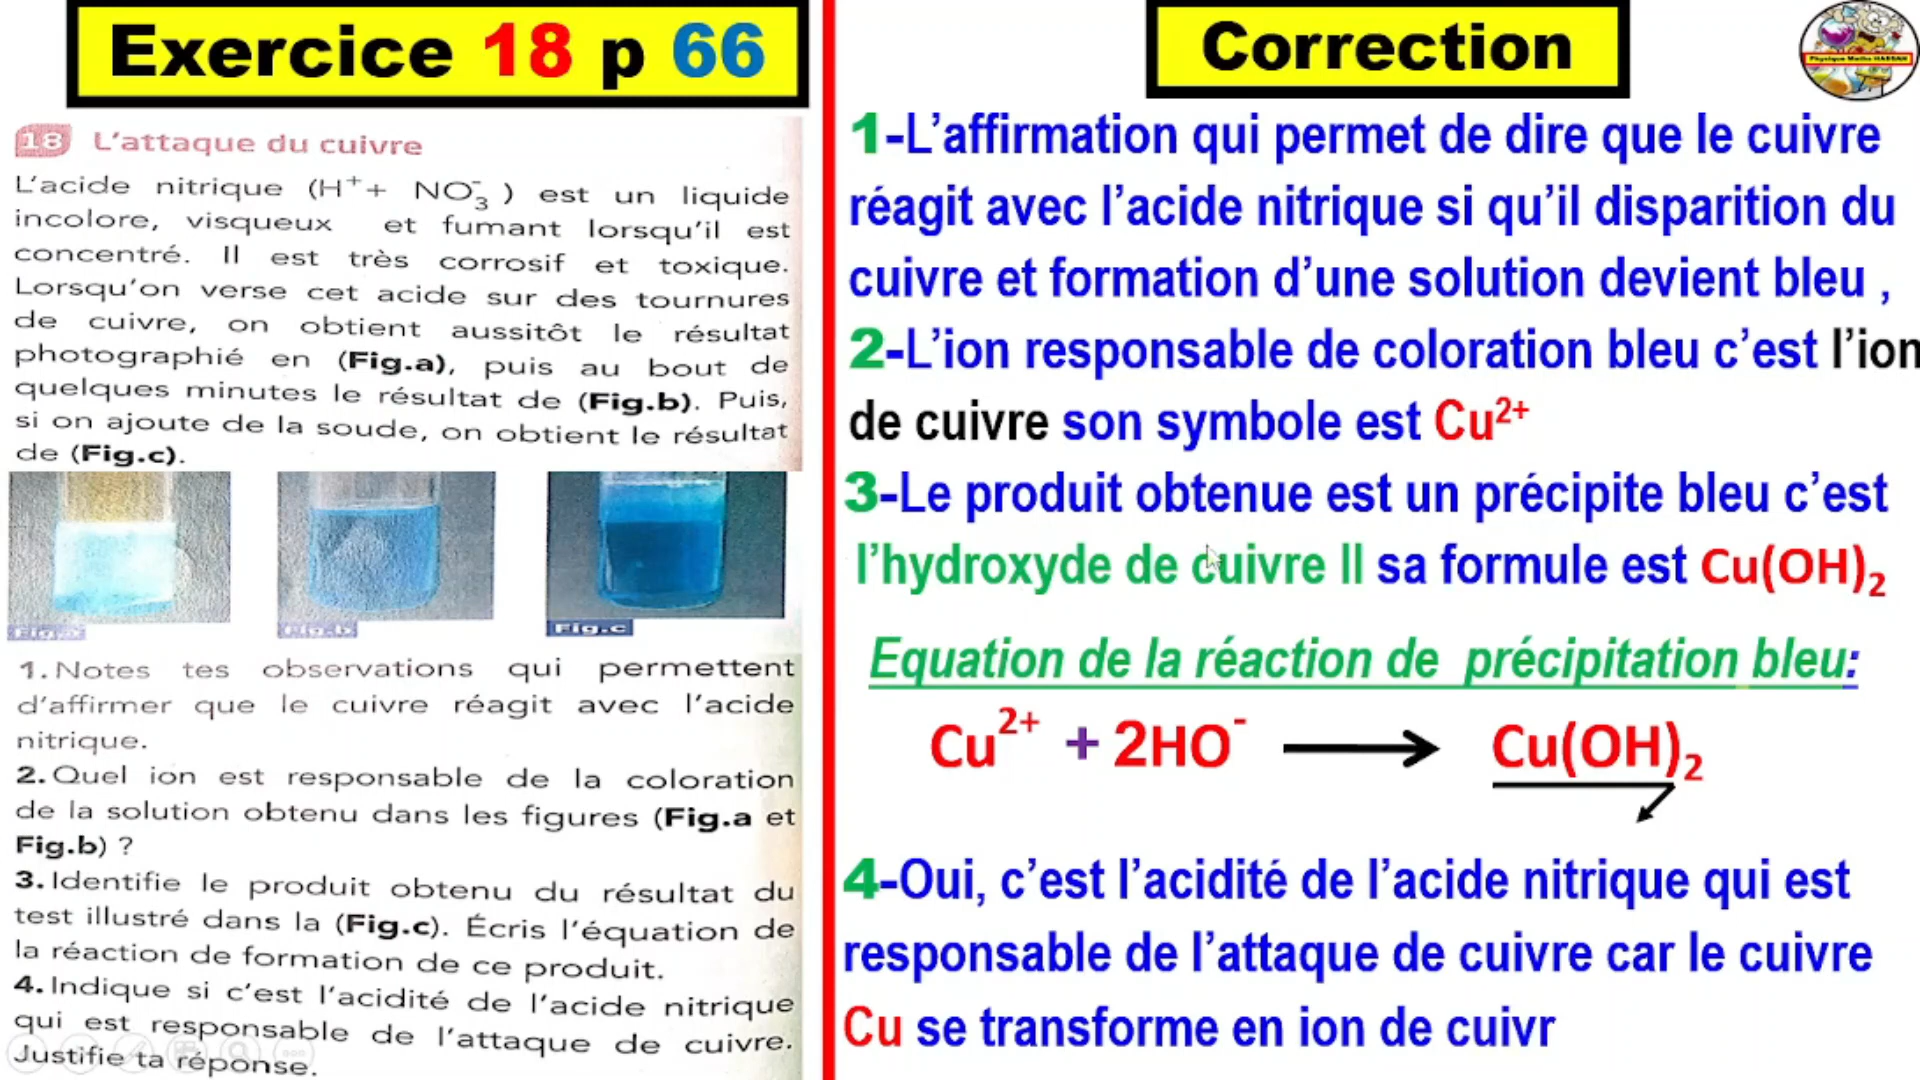 Exercice 18 p 66
18 L'attaque du cuivre
L'acide nitrique (H⁺ + NO₃⁻) est un liquide
incolore, visqueux et fumant lorsqu'il est
concentré. Il est très corrosif et toxique.
Lorsqu'on verse cet acide sur des tournures
de cuivre, on obtient aussitôt le résultat
photographié en (Fig.a), puis au bout de
quelques minutes le résultat de (Fig.b). Puis,
si on ajoute de la soude, on obtient le résultat
de (Fig.c).
Fig.a Fig.b Fig.c
1. Notes tes observations qui permettent
d'affirmer que le cuivre réagit avec l'acide
nitrique.
2. Quel ion est responsable de la coloration
de la solution obtenu dans les figures (Fig.a et
Fig.b) ?
3. Identifie le produit obtenu du résultat du
test illustré dans la (Fig.c). Écris l'équation de
la réaction de formation de ce produit.
4. Indique si c'est l'acidité de l'acide nitrique
qui est responsable de l'attaque de cuivre.
Justifie ta réponse.
Correction
Physique Maths HASSAN
1-L'affirmation qui permet de dire que le cuivre
réagit avec l'acide nitrique si qu'il disparition du
cuivre et formation d'une solution devient bleu ,
2-L'ion responsable de coloration bleu c'est l'ion
de cuivre son symbole est Cu²⁺
3-Le produit obtenue est un précipite bleu c'est
l'hydroxyde de cuivre II sa formule est Cu(OH)₂
Equation de la réaction de précipitation bleu:
Cu²⁺ + 2HO⁻ → Cu(OH)₂
4-Oui, c'est l'acidité de l'acide nitrique qui est
responsable de l'attaque de cuivre car le cuivre
Cu se transforme en ion de cuivr